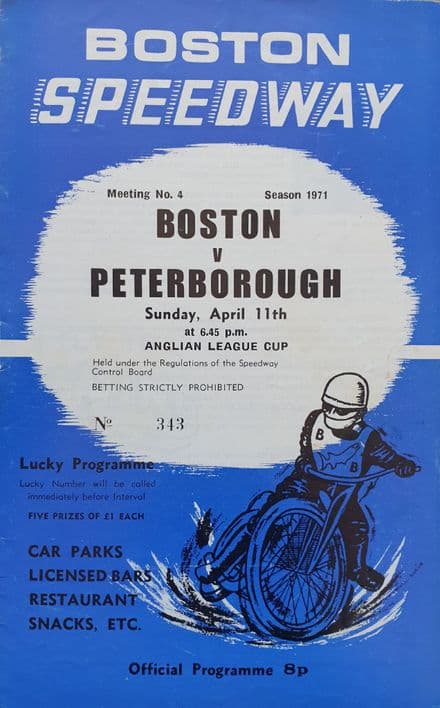 BOSTON
SPEEDWAY
Meeting No. 4 Season 1971
BOSTON
V
PETERBOROUGH
Sunday, April 11th
at 6.45 p.m.
ANGLIAN LEAGUE CUP
Held under the Regulations of the Speedway
Control Board
BETTING STRICTLY PROHIBITED
No 343
B
B
Lucky Programme
Lucky Number will be called
immediately before Interval
FIVE PRIZES OF £1 EACH
CAR PARKS
LICENSED BARS
RESTAURANT
SNACKS, ETC.
Official Programme 8p